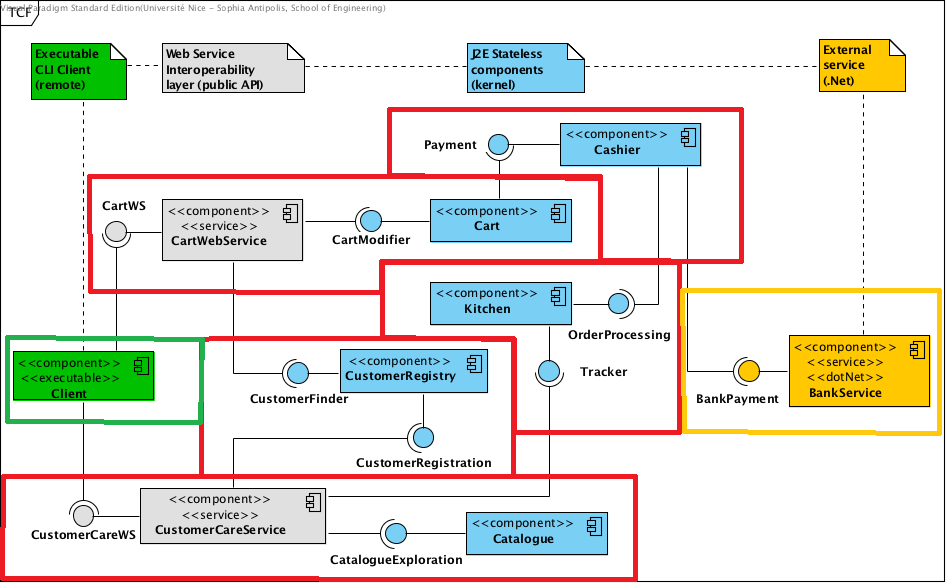 Visual Paradigm Standard Edition(Université Nice - Sophia Antipolis, School of Engineering)
TCF
Executable
CLI Client
(remote)
Web Service
Interoperability
layer (public API)
J2E Stateless
components
(kernel)
External
service
(.Net)
Payment
<<component>>
Cashier
CartWS
<<component>>
<<service>>
CartWebService
CartModifier
<<component>>
Cart
<<component>>
Kitchen
OrderProcessing
<<component>>
<<executable>>
Client
CustomerFinder
<<component>>
CustomerRegistry
Tracker
BankPayment
<<component>>
<<service>>
<<dotNet>>
BankService
CustomerRegistration
CustomerCareWS
<<component>>
<<service>>
CustomerCareService
CatalogueExploration
<<component>>
Catalogue